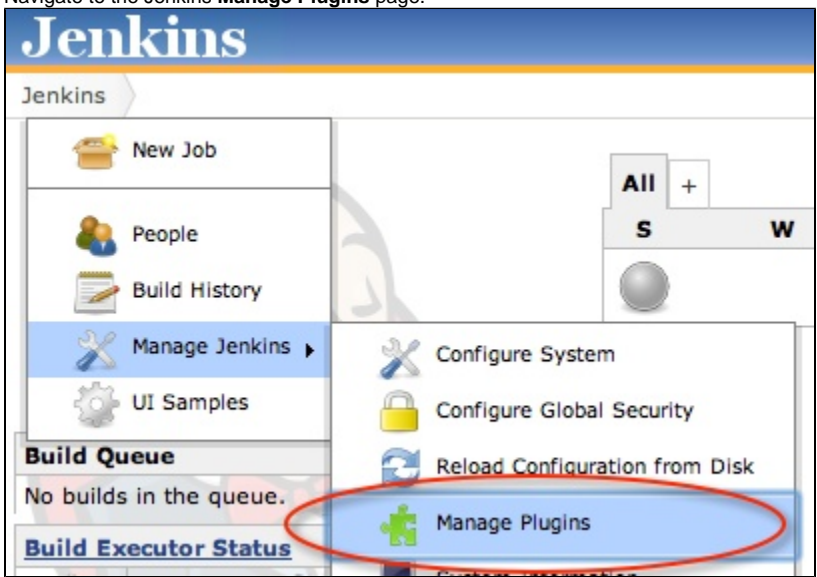 Navigate to the Jenkins Manage Plugins page.
Jenkins
Jenkins
New Job
All +
S W
People
Build History
Manage Jenkins
Configure System
UI Samples
Configure Global Security
Build Queue
Reload Configuration from Disk
No builds in the queue.
Manage Plugins
Build Executor Status
System Information